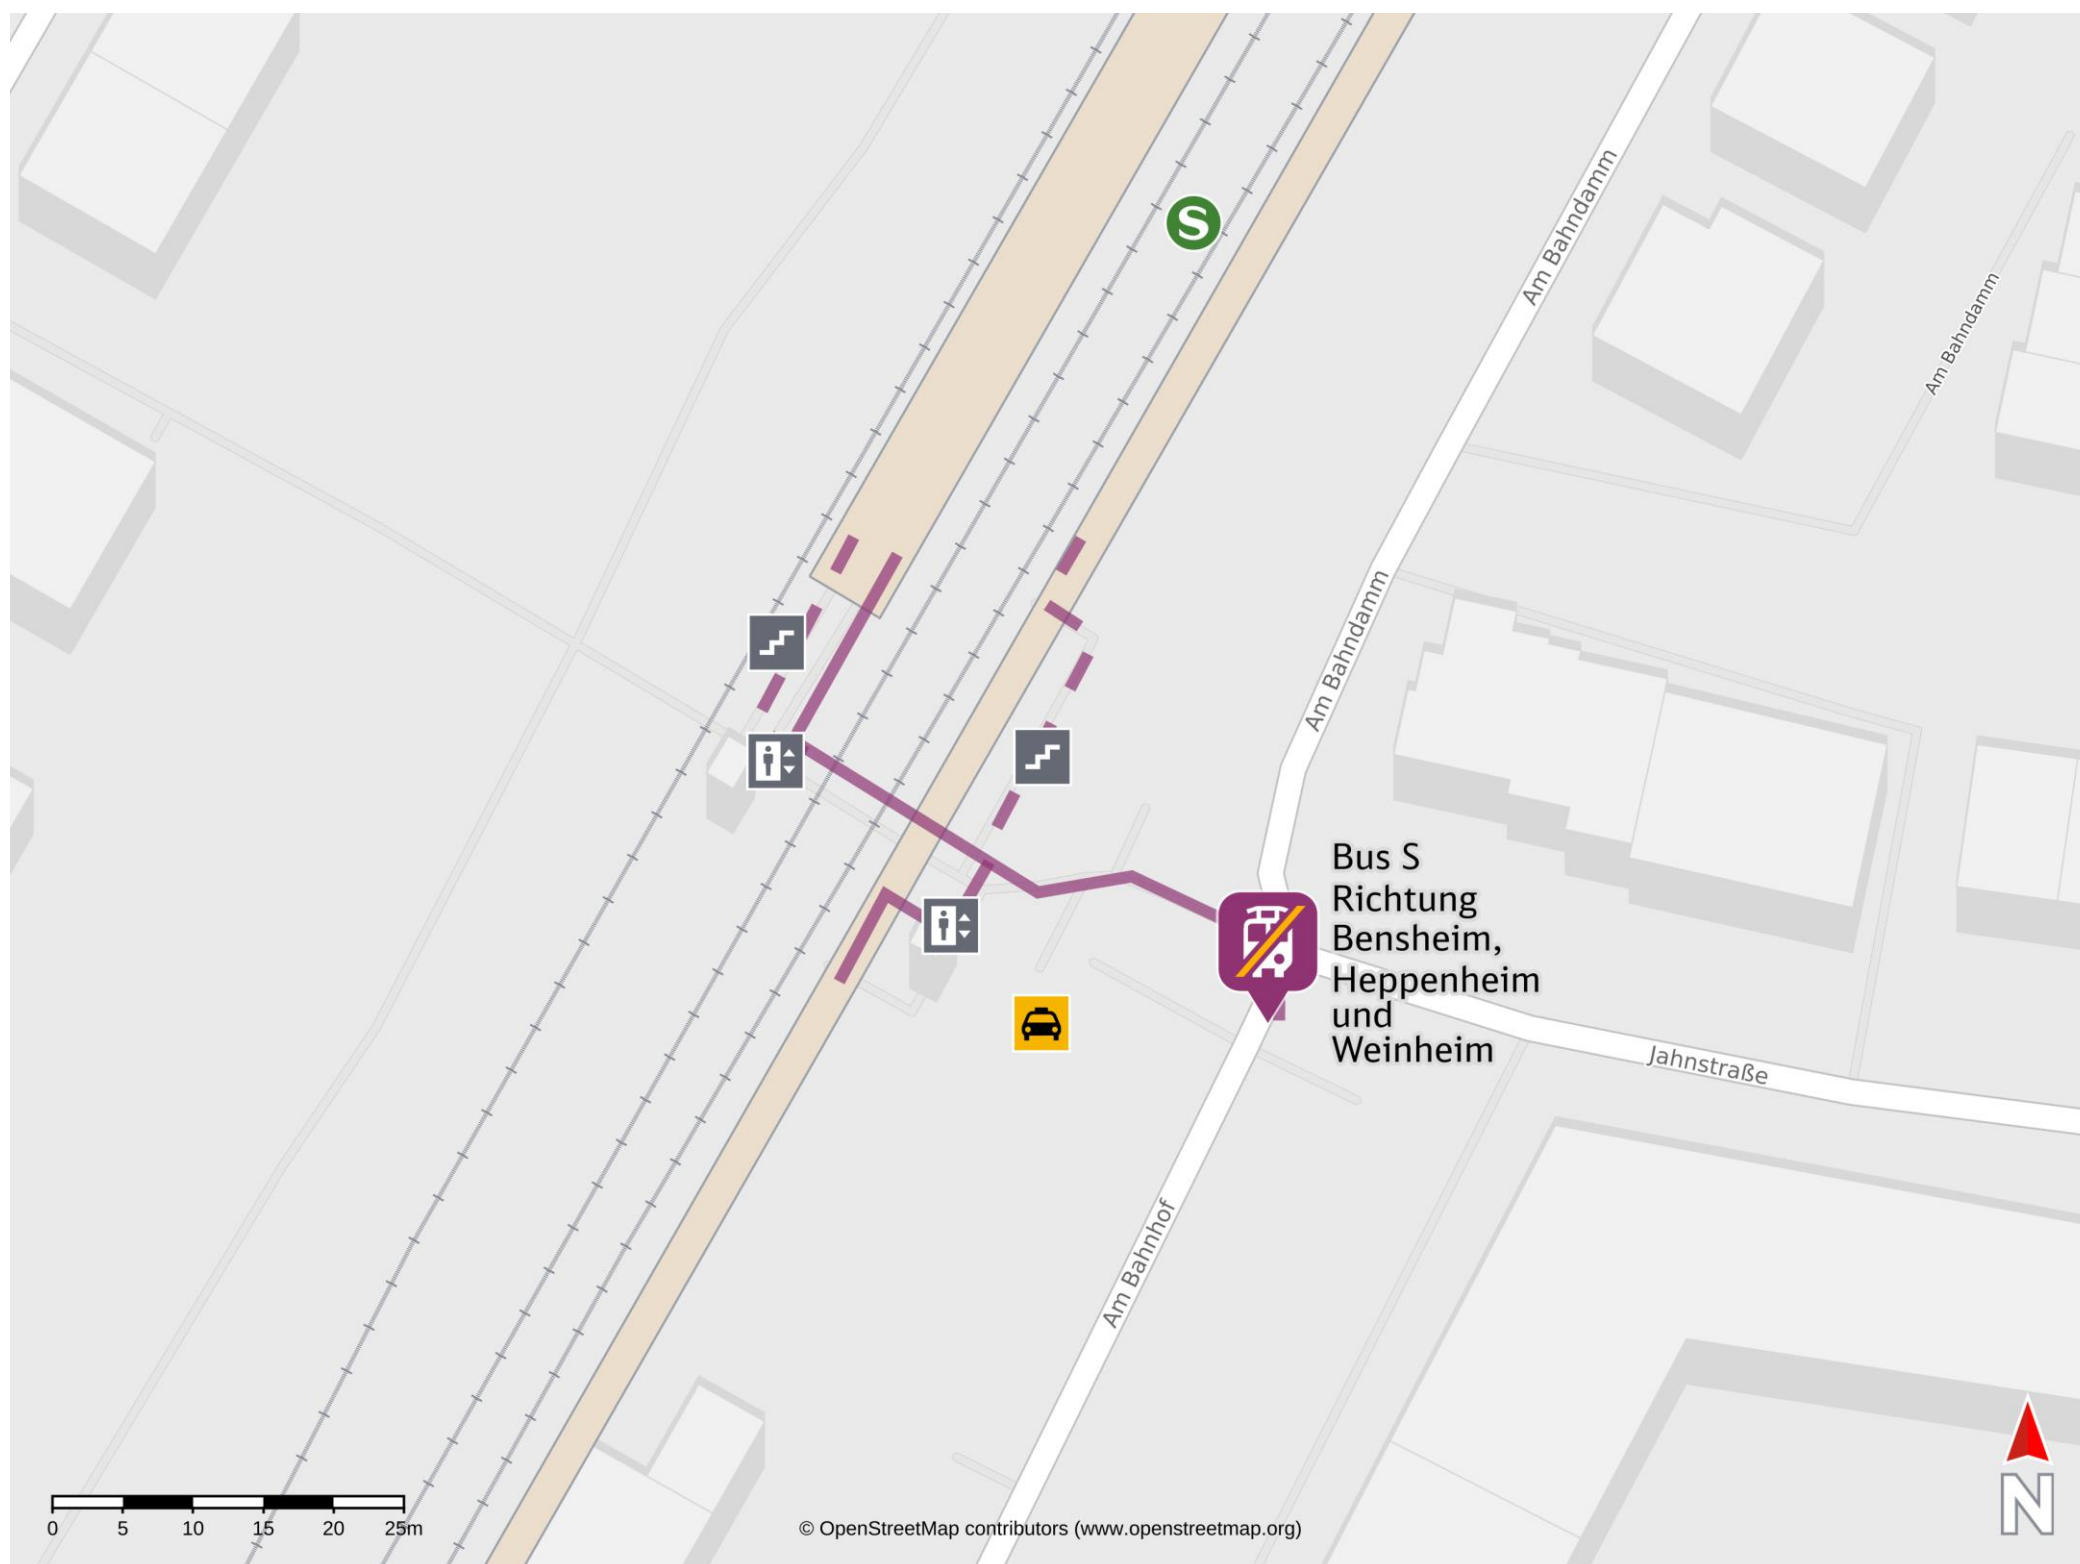 S
Am Bahndamm
Am Bahndamm
Am Bahndamm
Bus S
Richtung
Bensheim,
Heppenheim
und
Weinheim
Jahnstraße
Am Bahnhof
0 5 10 15 20 25m
© OpenStreetMap contributors (www.openstreetmap.org)
N